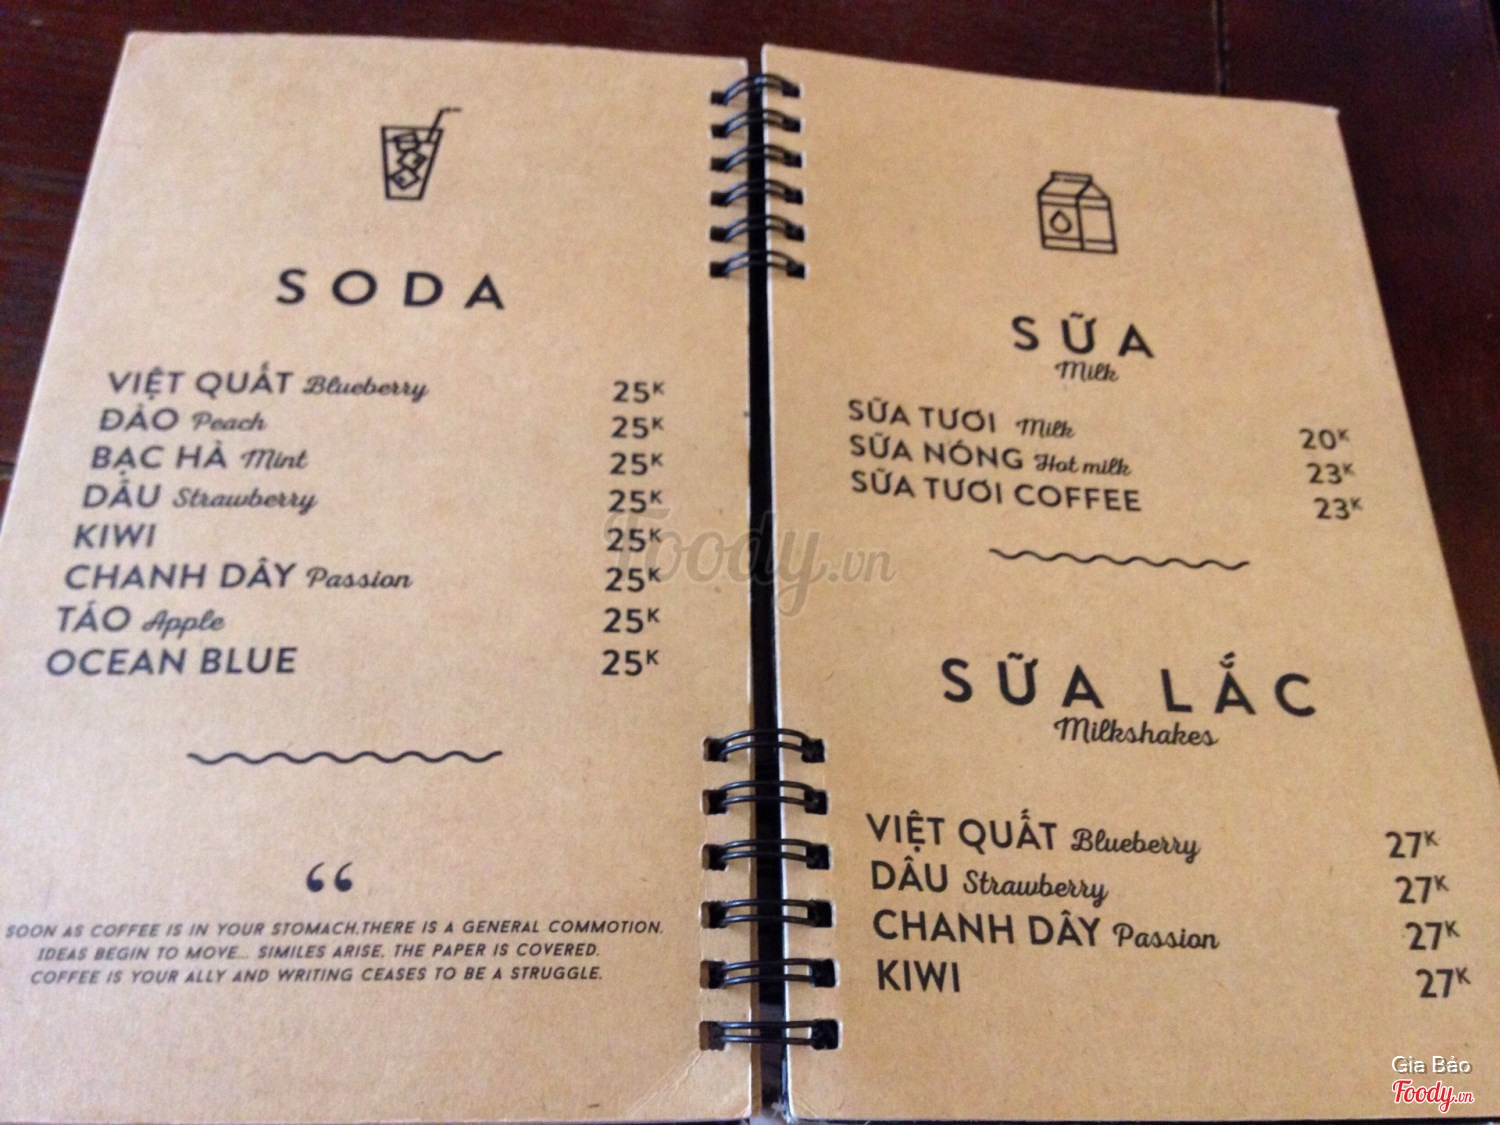 SODA
VIỆT QUẤT Blueberry 25K
ĐÀO Peach 25K
BẠC HÀ Mint 25K
DÂU Strawberry 25K
KIWI 25K
CHANH DÂY Passion 25K
TÁO Apple 25K
OCEAN BLUE 25K
“
SOON AS COFFEE IS IN YOUR STOMACH.THERE IS A GENERAL COMMOTION.
IDEAS BEGIN TO MOVE... SIMILES ARISE, THE PAPER IS COVERED.
COFFEE IS YOUR ALLY AND WRITING CEASES TO BE A STRUGGLE.
SỮA
Milk
SỮA TƯƠI Milk 20K
SỮA NÓNG Hot milk 23K
SỮA TƯƠI COFFEE 23K
SỮA LẮC
Milkshakes
VIỆT QUẤT Blueberry 27K
DÂU Strawberry 27K
CHANH DÂY Passion 27K
KIWI 27K
Foody.vn
Gia Bảo
Foody.vn